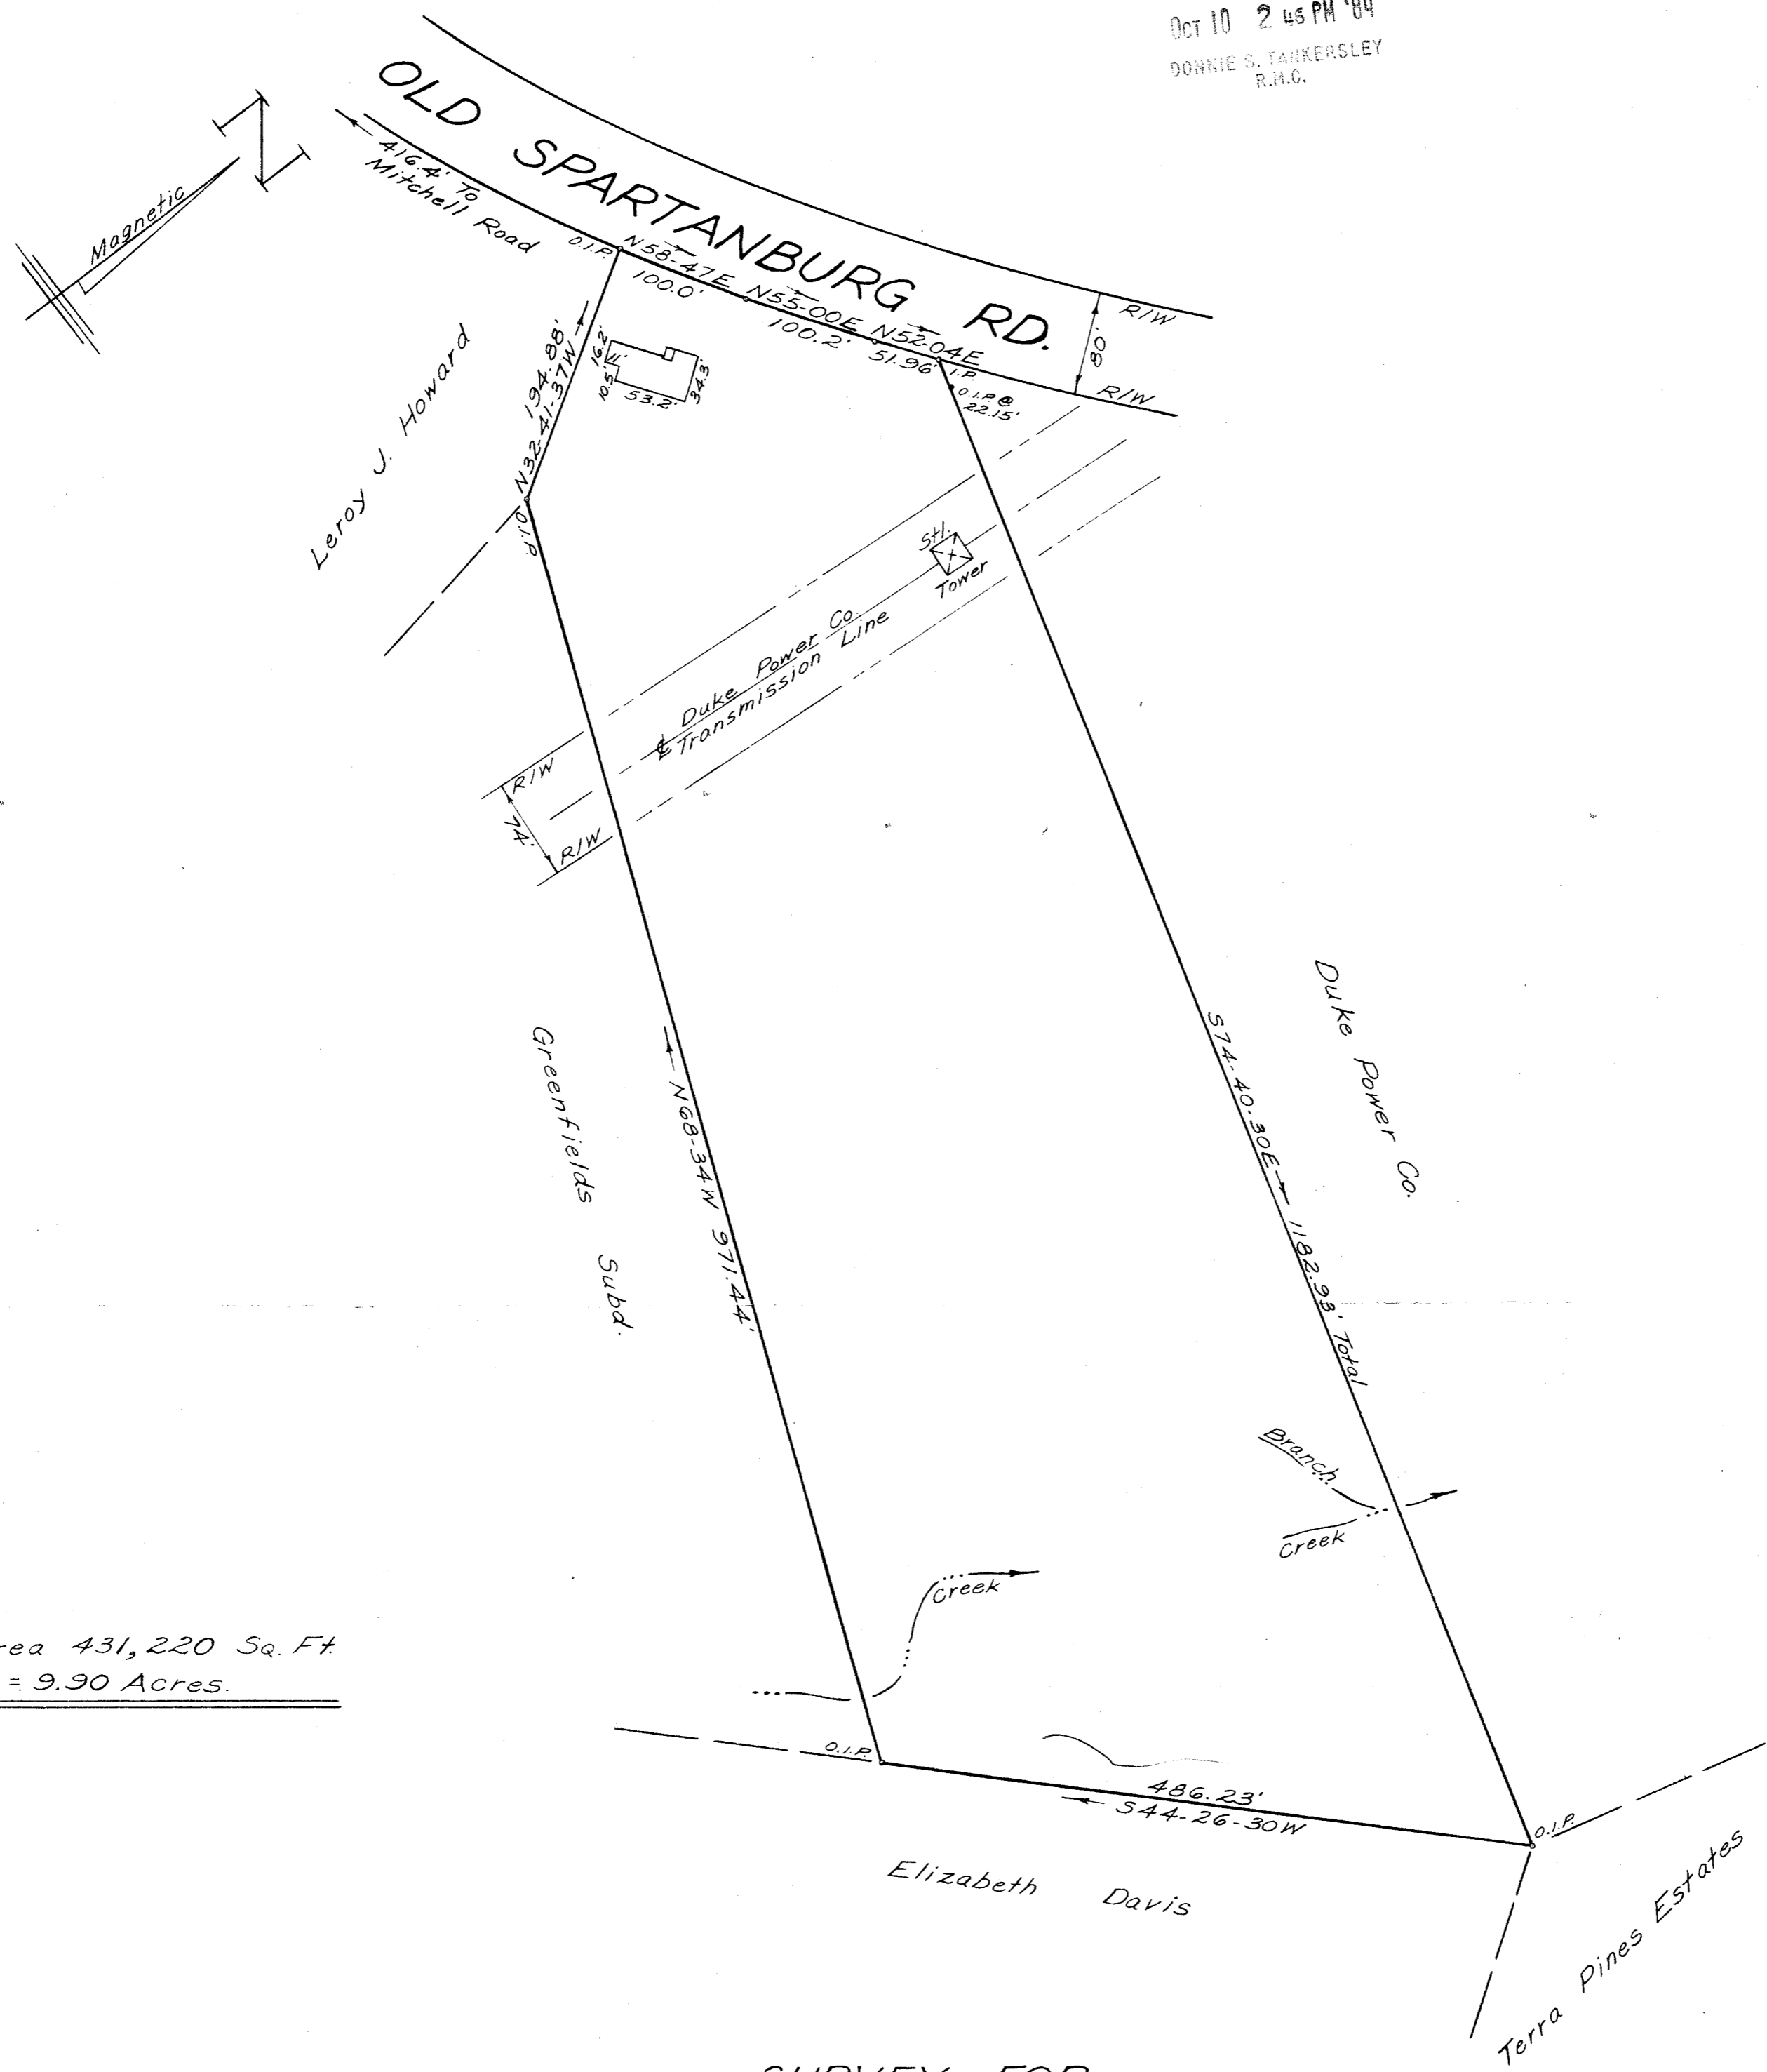 Oct 10 2 45 PM '84
DONNIE S. TANKERSLEY
R.M.C.
OLD SPARTANBURG RD.
N
Magnetic
416.4' To
Mitchell Road
O.I.P.
N58-47E
100.0'
N55-00E
100.2'
N52-04E
51.96'
I.P.
O.I.P. @
22.15'
R/W
80'
R/W
Leroy J. Howard
194.88'
N32-41-37W
16.2'
11'
10.5'
53.2'
34.3'
O.I.P.
Stl.
Tower
Duke Power Co.
℄ Transmission Line
R/W
74'
R/W
Greenfields Subd.
N68-34W 971.44'
S74-40-30E 1182.93' Total
Duke Power Co.
Branch
Creek
Creek
rea 431,220 Sq. Ft.
= 9.90 Acres.
O.I.P.
486.23'
S44-26-30W
O.I.P.
Elizabeth Davis
Terra Pines Estates
SURVEY FOR